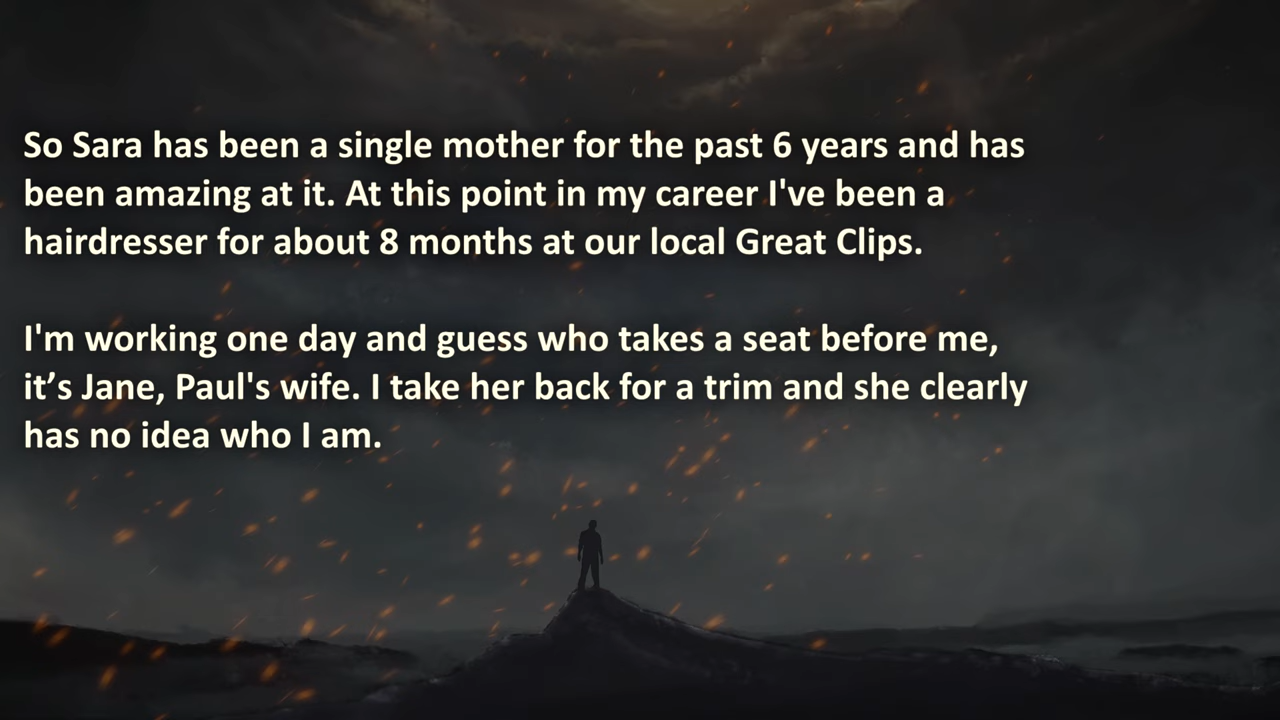 So Sara has been a single mother for the past 6 years and has
been amazing at it. At this point in my career I've been a
hairdresser for about 8 months at our local Great Clips.
I'm working one day and guess who takes a seat before me,
it’s Jane, Paul's wife. I take her back for a trim and she clearly
has no idea who I am.